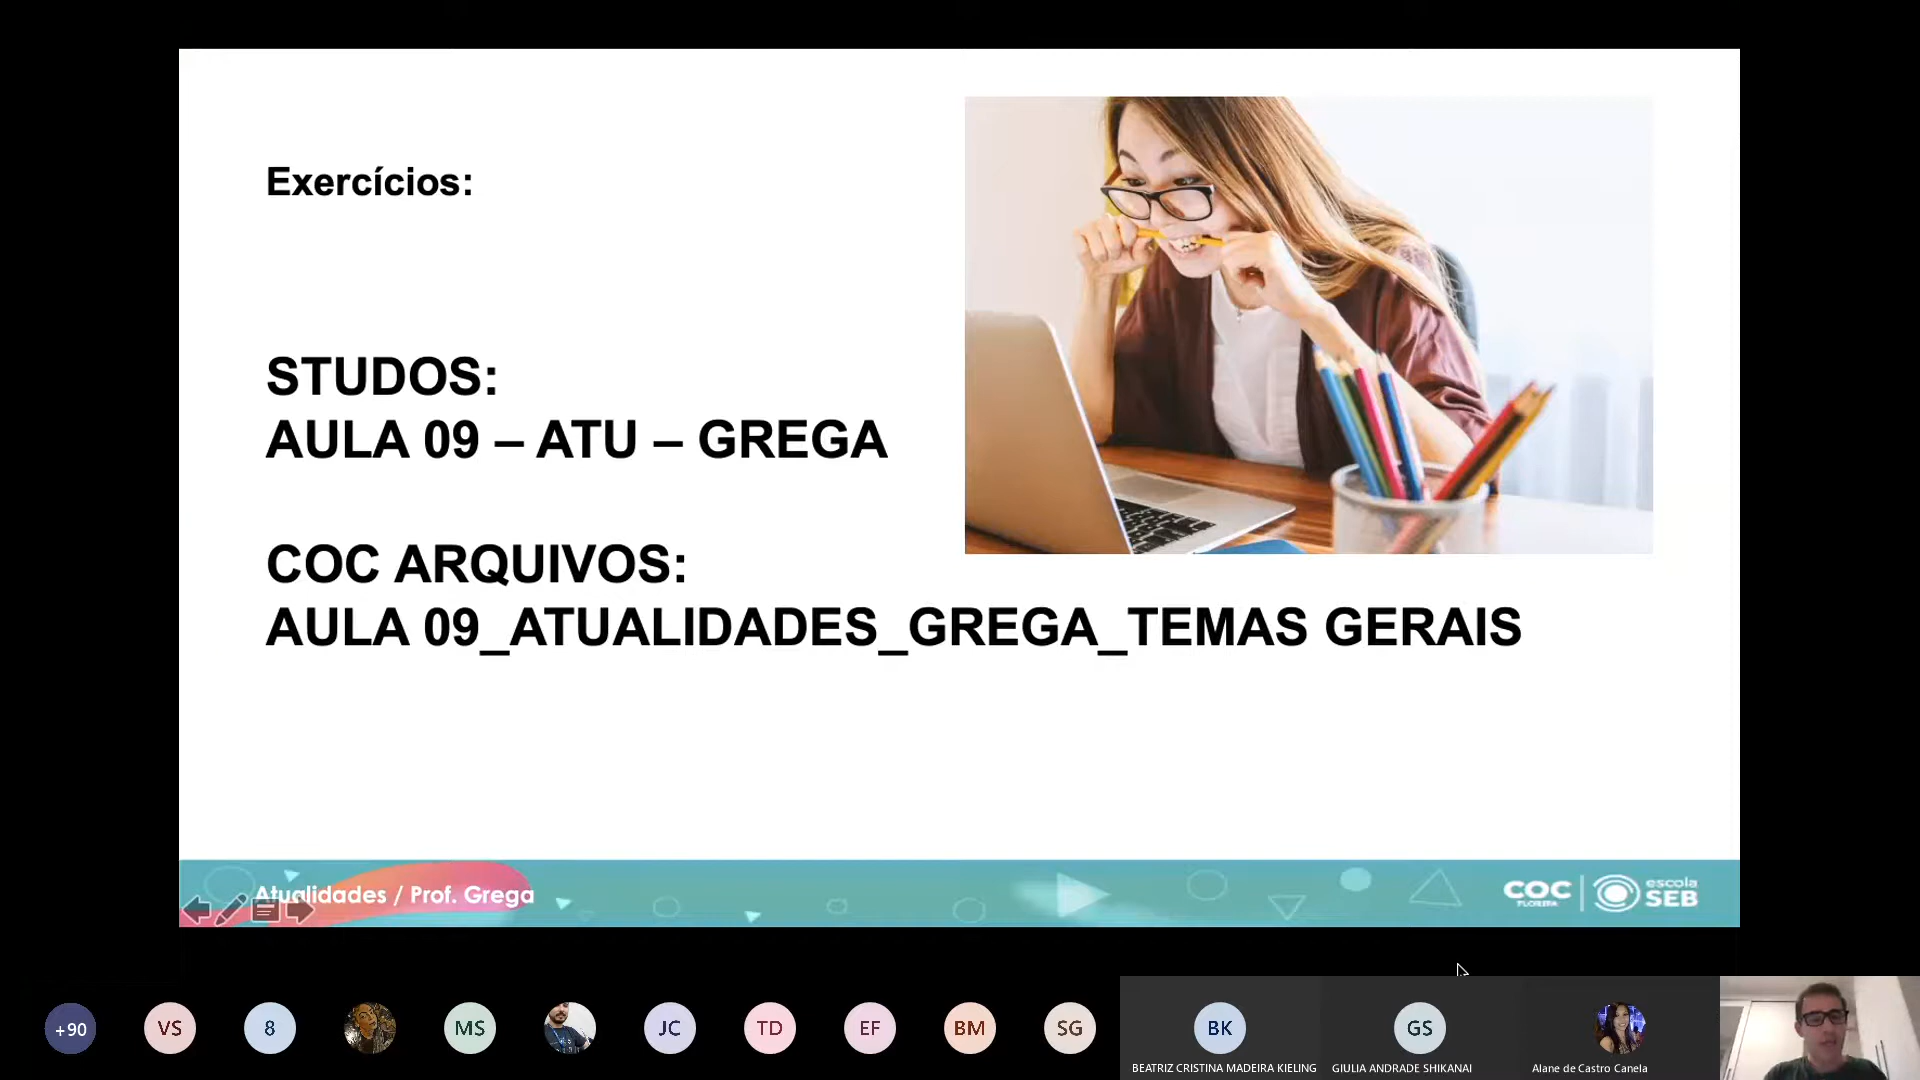 Exercícios:
STUDOS:
AULA 09 – ATU – GREGA
COC ARQUIVOS:
AULA 09_ATUALIDADES_GREGA_TEMAS GERAIS
Atualidades / Prof. Grega
COC
FLORIPA
escola
SEB
+90
VS
8
MS
JC
TD
EF
BM
SG
BK
GS
BEATRIZ CRISTINA MADEIRA KIELING
GIULIA ANDRADE SHIKANAI
Alane de Castro Canela